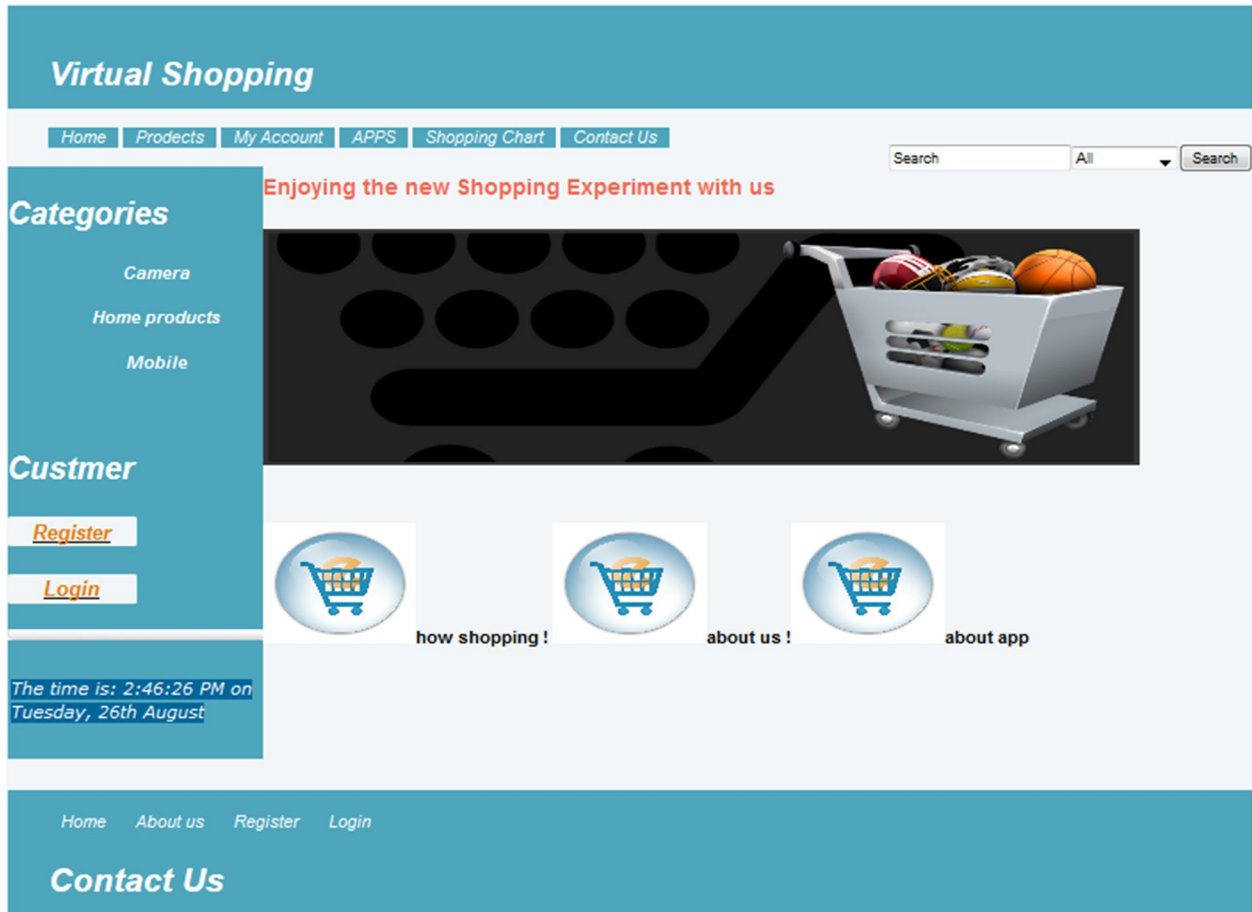 Virtual Shopping
Home Prodects My Account APPS Shopping Chart Contact Us
Search All Search
Enjoying the new Shopping Experiment with us
Categories
Camera
Home products
Mobile
Custmer
Register
Login
how shopping ! about us ! about app
The time is: 2:46:26 PM on
Tuesday, 26th August
Home About us Register Login
Contact Us